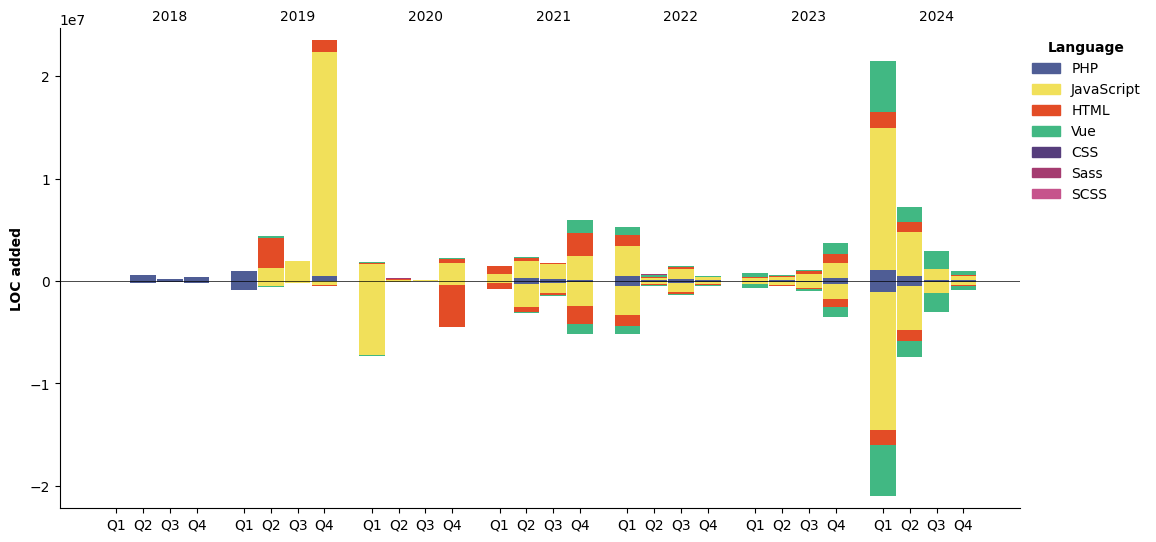 1e7
2018 2019 2020 2021 2022 2023 2024
Language
PHP
JavaScript
HTML
Vue
CSS
Sass
SCSS
2
1
0
−1
−2
LOC added
Q1 Q2 Q3 Q4 Q1 Q2 Q3 Q4 Q1 Q2 Q3 Q4 Q1 Q2 Q3 Q4 Q1 Q2 Q3 Q4 Q1 Q2 Q3 Q4 Q1 Q2 Q3 Q4